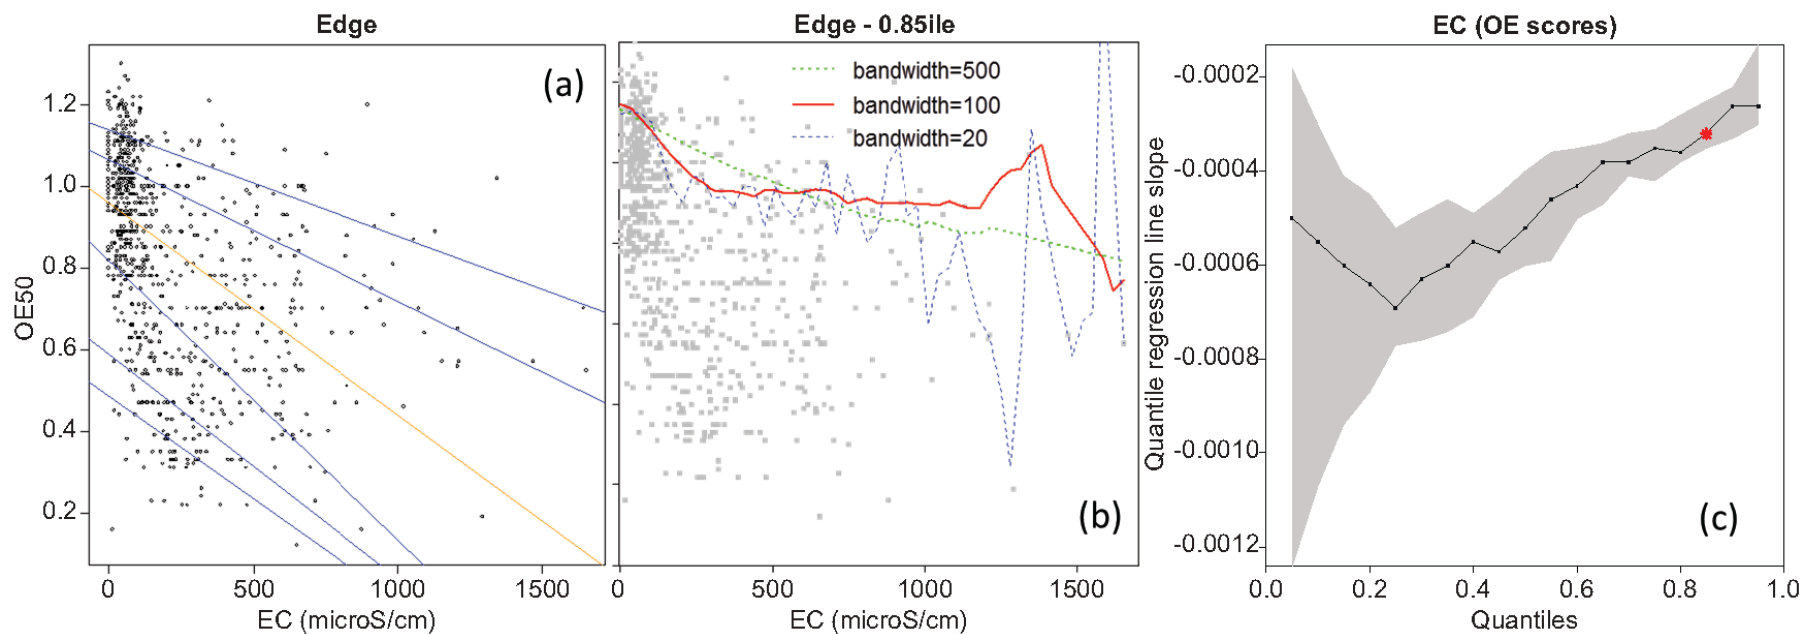 Edge
(a)
OE50
1.2
1.0
0.8
0.6
0.4
0.2
0
500
1000
1500
EC (microS/cm)
Edge - 0.85ile
bandwidth=500
bandwidth=100
bandwidth=20
(b)
0
500
1000
1500
EC (microS/cm)
EC (OE scores)
Quantile regression line slope
-0.0002
-0.0004
-0.0006
-0.0008
-0.0010
-0.0012
(c)
0.0
0.2
0.4
0.6
0.8
1.0
Quantiles